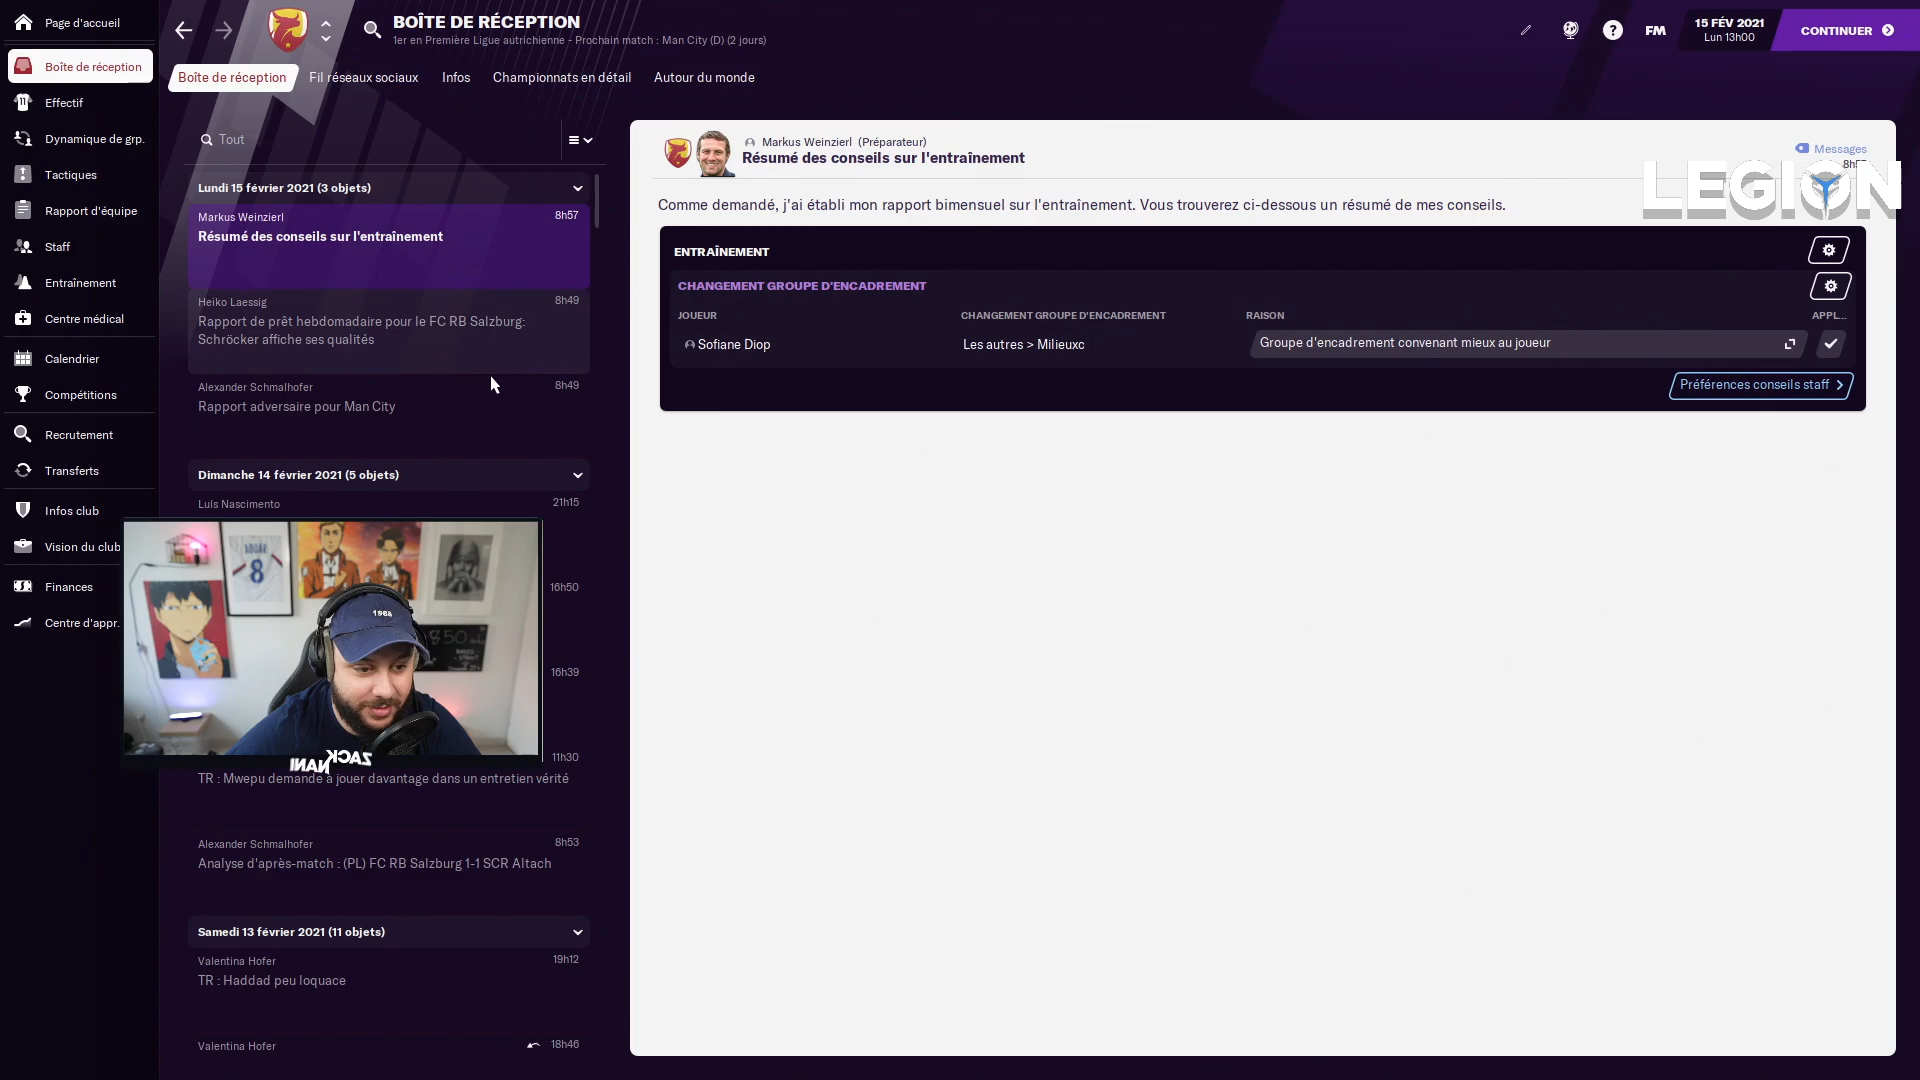 Page d'accueil
Boîte de réception
Effectif
Dynamique de grp.
Tactiques
Rapport d'équipe
Staff
Entraînement
Centre médical
Calendrier
Compétitions
Recrutement
Transferts
Infos club
Vision du club
Finances
Centre d'appr.
BOÎTE DE RÉCEPTION
1er en Première Ligue autrichienne - Prochain match : Man City (D) (2 jours)
FM
15 FÉV 2021
Lun 13h00
CONTINUER
Boîte de réception
Fil réseaux sociaux
Infos
Championnats en détail
Autour du monde
Tout
Lundi 15 février 2021 (3 objets)
Markus Weinzierl 8h57
Résumé des conseils sur l'entraînement
Heiko Laessig 8h49
Rapport de prêt hebdomadaire pour le FC RB Salzburg:
Schröcker affiche ses qualités
Alexander Schmalhofer 8h49
Rapport adversaire pour Man City
Dimanche 14 février 2021 (5 objets)
Luís Nascimento 21h15
16h50
16h39
11h30
TR : Mwepu demande à jouer davantage dans un entretien vérité
Alexander Schmalhofer 8h53
Analyse d'après-match : (PL) FC RB Salzburg 1-1 SCR Altach
Samedi 13 février 2021 (11 objets)
Valentina Hofer 19h12
TR : Haddad peu loquace
Valentina Hofer 18h46
8
1988
850
ZACK
NANI
Markus Weinzierl (Préparateur)
Résumé des conseils sur l'entraînement
Messages
LEGION
Comme demandé, j'ai établi mon rapport bimensuel sur l'entraînement. Vous trouverez ci-dessous un résumé de mes conseils.
ENTRAÎNEMENT
CHANGEMENT GROUPE D'ENCADREMENT
JOUEUR CHANGEMENT GROUPE D'ENCADREMENT RAISON APPL...
Sofiane Diop Les autres > Milieuxc Groupe d'encadrement convenant mieux au joueur
Préférences conseils staff